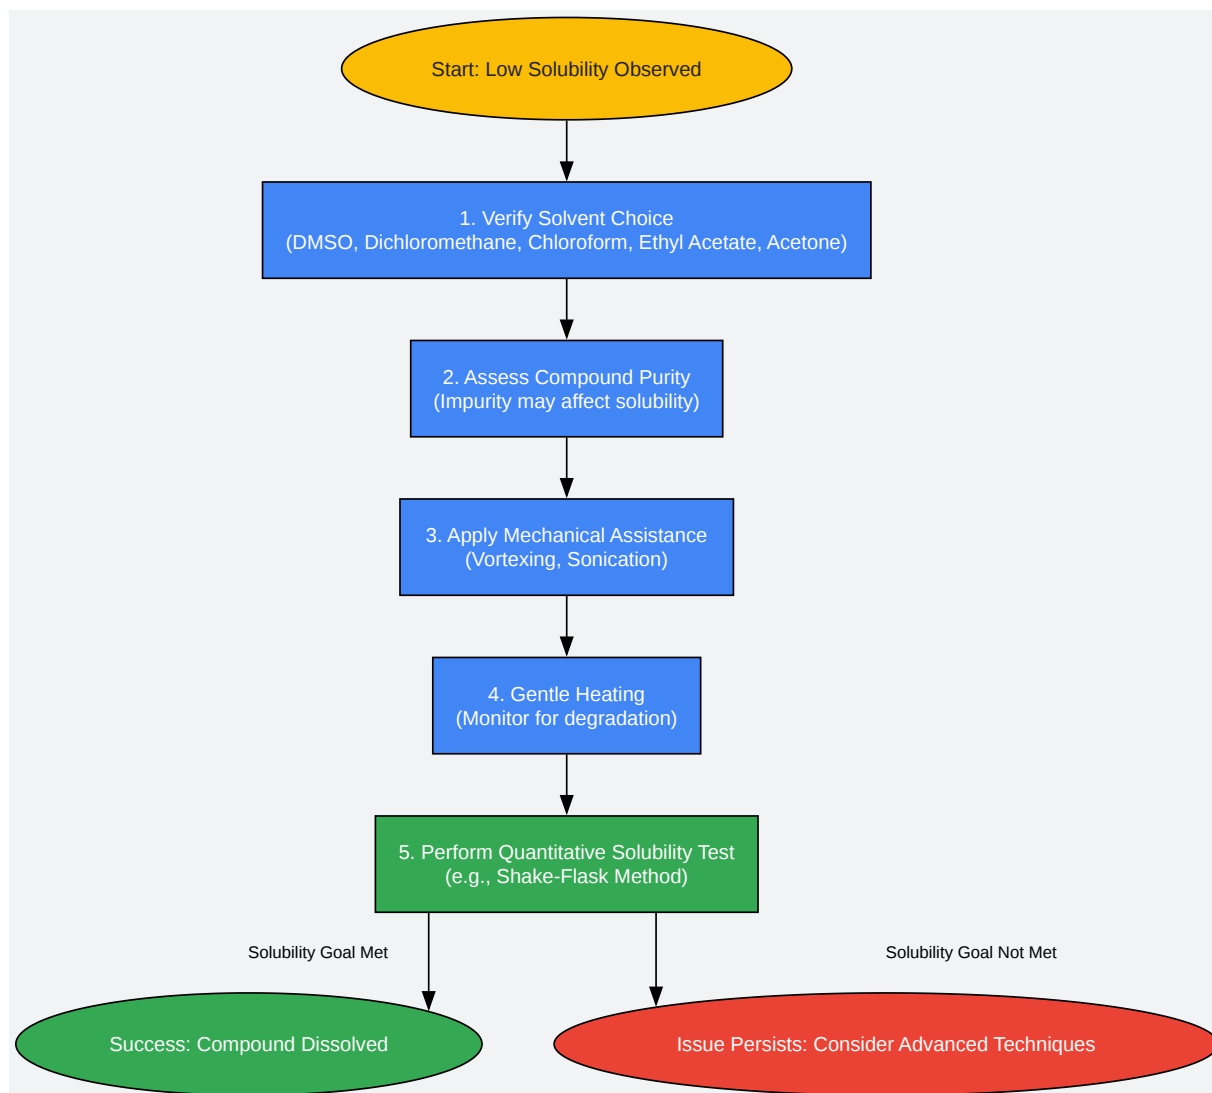 Start: Low Solubility Observed
1. Verify Solvent Choice
(DMSO, Dichloromethane, Chloroform, Ethyl Acetate, Acetone)
2. Assess Compound Purity
(Impurity may affect solubility)
3. Apply Mechanical Assistance
(Vortexing, Sonication)
4. Gentle Heating
(Monitor for degradation)
5. Perform Quantitative Solubility Test
(e.g., Shake-Flask Method)
Solubility Goal Met
Solubility Goal Not Met
Success: Compound Dissolved
Issue Persists: Consider Advanced Techniques